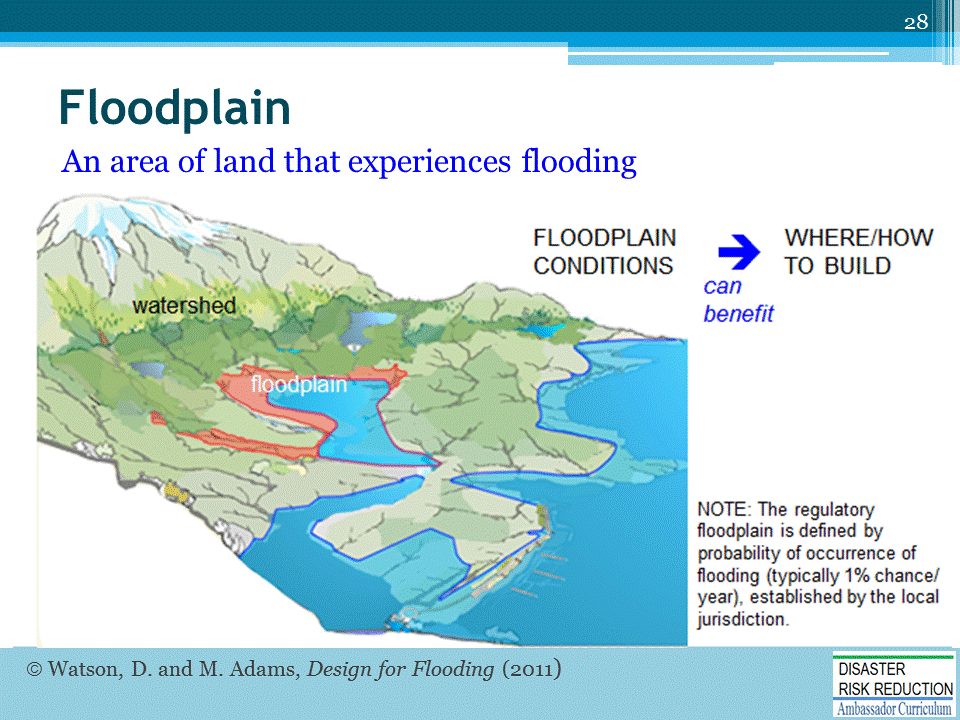 28
Floodplain
An area of land that experiences flooding
FLOODPLAIN
CONDITIONS
can
benefit
WHERE/HOW
TO BUILD
watershed
floodplain
NOTE: The regulatory
floodplain is defined by
probability of occurrence of
flooding (typically 1% chance/
year), established by the local
jurisdiction.
© Watson, D. and M. Adams, Design for Flooding (2011)
DISASTER
RISK REDUCTION
Ambassador Curriculum